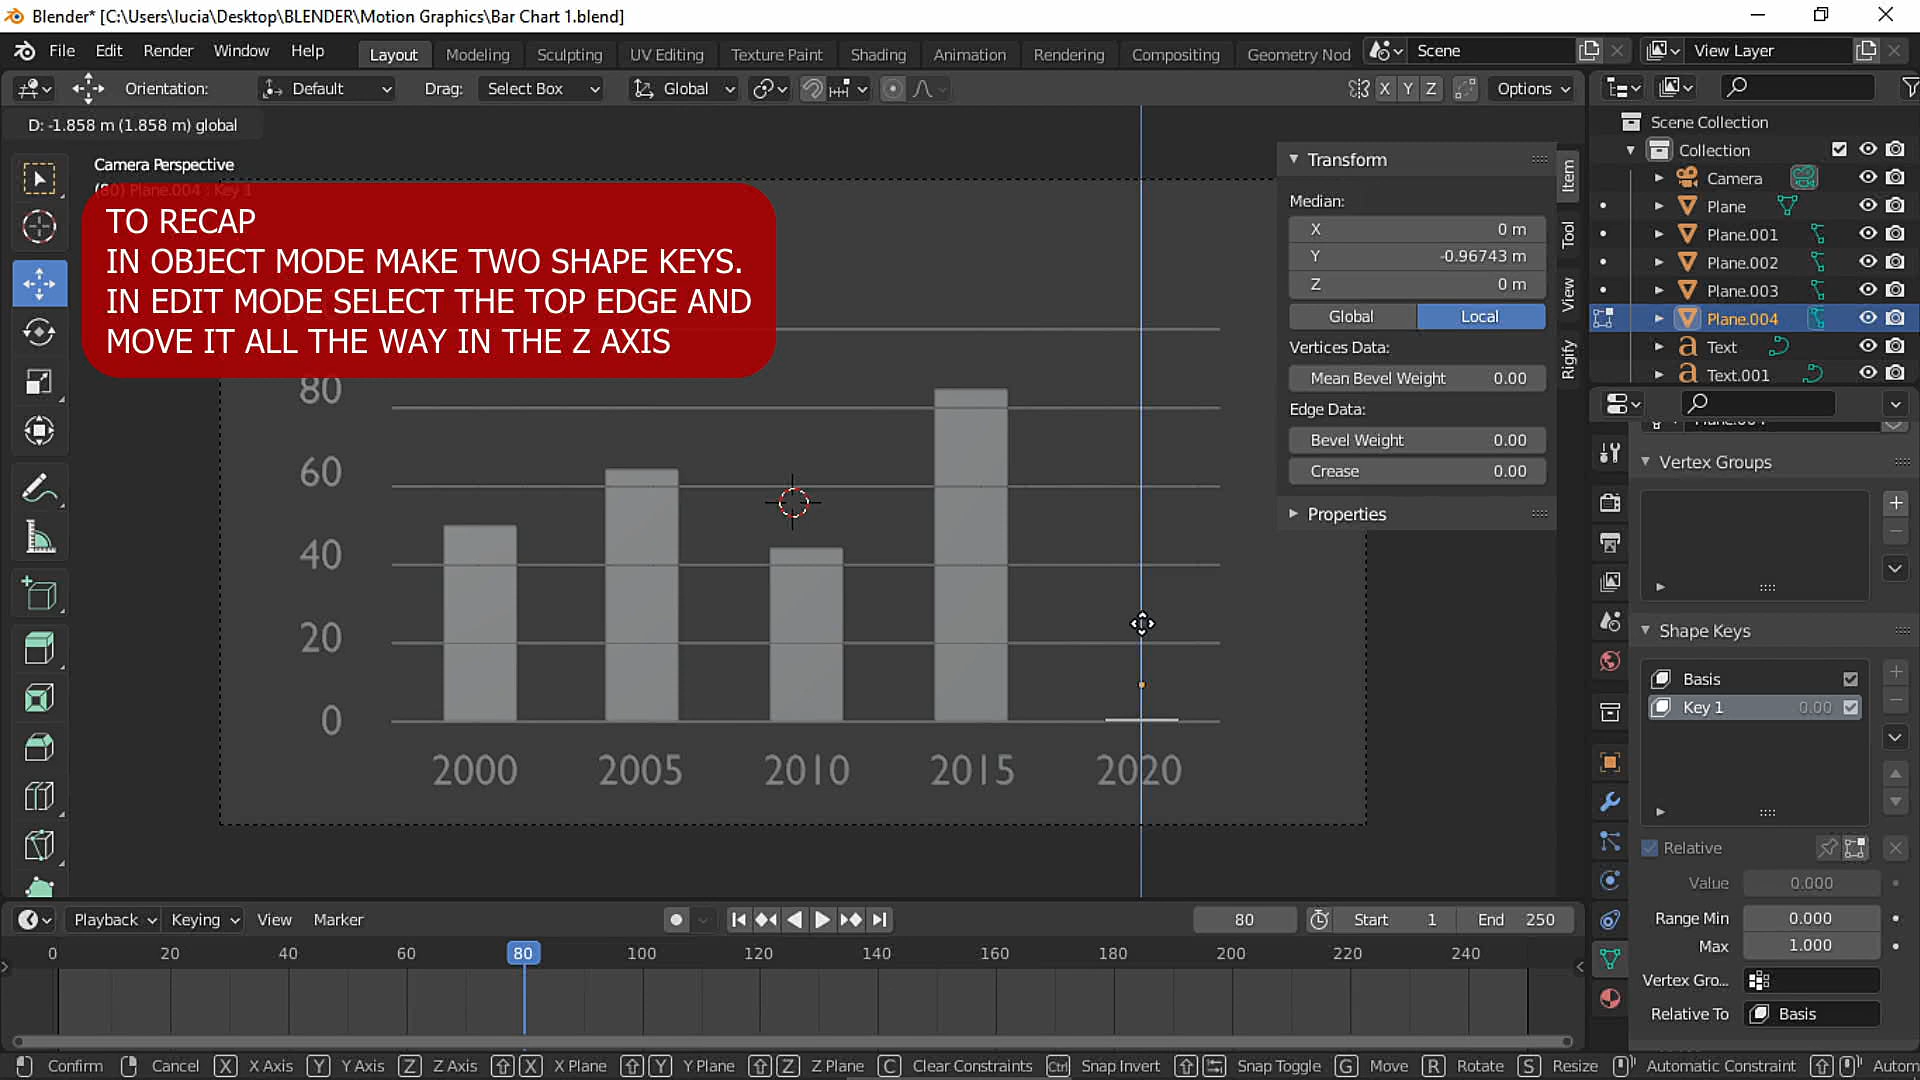 Blender* [C:\Users\lucia\Desktop\BLENDER\Motion Graphics\Bar Chart 1.blend]
File Edit Render Window Help Layout Modeling Sculpting UV Editing Texture Paint Shading Animation Rendering Compositing Geometry Nod Scene View Layer
Orientation: Default Drag: Select Box Global X Y Z Options
D: -1.858 m (1.858 m) global
Camera Perspective
(80) Plane.004 : Key 1
TO RECAP
IN OBJECT MODE MAKE TWO SHAPE KEYS.
IN EDIT MODE SELECT THE TOP EDGE AND
MOVE IT ALL THE WAY IN THE Z AXIS
80
60
40
20
0
2000 2005 2010 2015 2020
Transform
Median:
X 0 m
Y -0.96743 m
Z 0 m
Global Local
Vertices Data:
Mean Bevel Weight 0.00
Edge Data:
Bevel Weight 0.00
Crease 0.00
Properties
Item
Tool
View
Rigify
Scene Collection
Collection
Camera
Plane
Plane.001
Plane.002
Plane.003
Plane.004
Text
Text.001
Vertex Groups
Shape Keys
Basis
Key 1 0.00
Relative
Value 0.000
Range Min 0.000
Max 1.000
Vertex Gro...
Relative To Basis
Playback Keying View Marker 80 Start 1 End 250
0 20 40 60 80 100 120 140 160 180 200 220 240
Confirm Cancel X X Axis Y Y Axis Z Z Axis X X Plane Y Y Plane Z Z Plane C Clear Constraints Ctrl Snap Invert Snap Toggle G Move R Rotate S Resize Automatic Constraint Autom